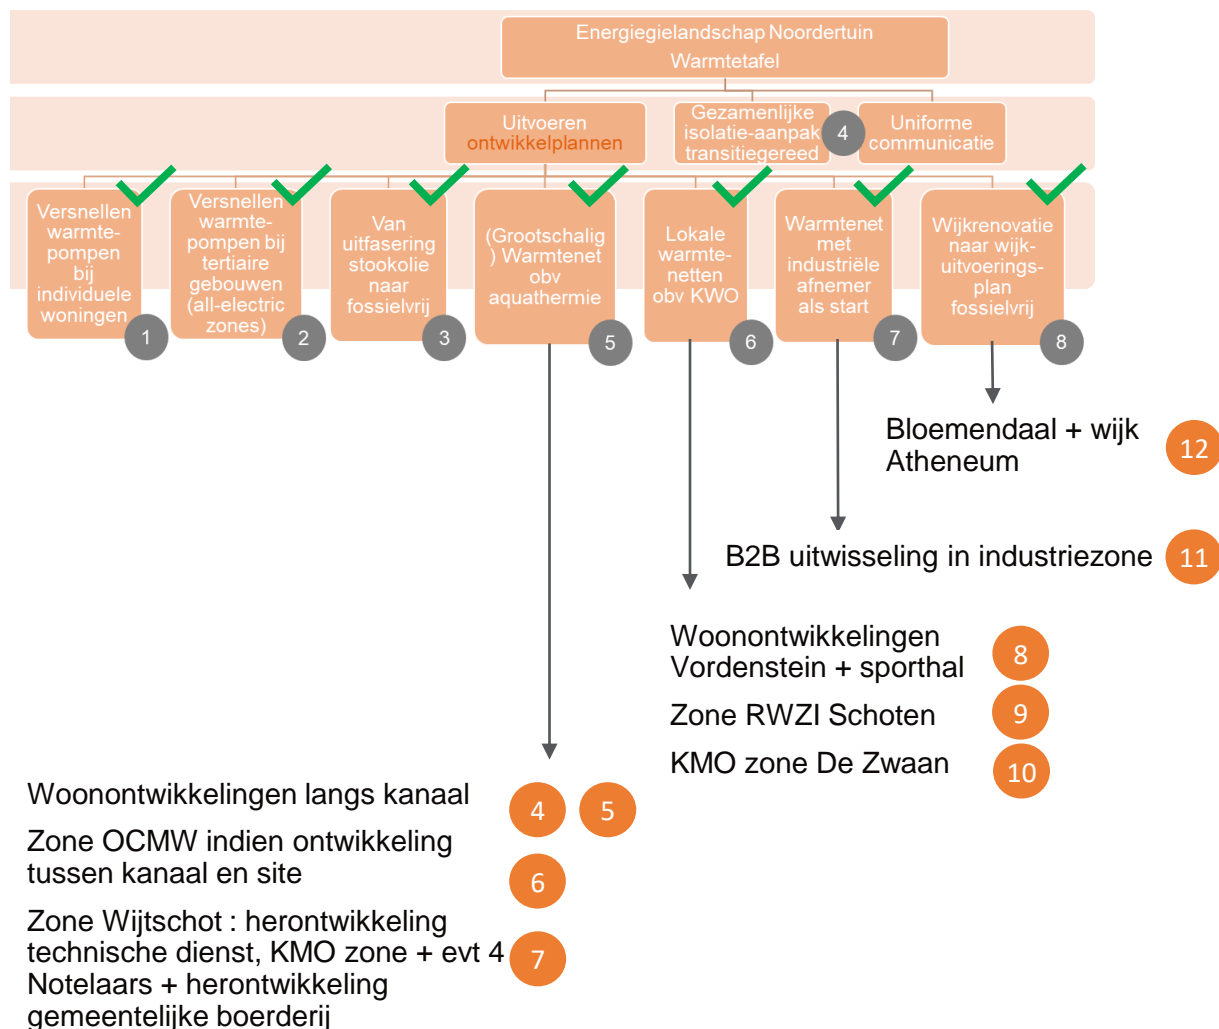 Energiegielandschap Noordertuin
Warmtetafel
Uitvoeren
ontwikkelplannen
Gezamenlijke
isolatie-aanpak
transitiegereed
4
Uniforme
communicatie
Versnellen
warmte-
pompen
bij
individuele
woningen
1
Versnellen
warmte-
pompen bij
tertiaire
gebouwen
(all-electric
zones)
2
Van
uitfasering
stookolie
naar
fossielvrij
3
(Grootschalig
) Warmtenet
obv
aquathermie
5
Lokale
warmte-
netten
obv KWO
6
Warmtenet
met
industriële
afnemer
als start
7
Wijkrenovatie
naar wijk-
uitvoerings-
plan
fossielvrij
8
Bloemendaal + wijk
Atheneum
12
B2B uitwisseling in industriezone
11
Woonontwikkelingen
Vordenstein + sporthal
8
Zone RWZI Schoten
9
KMO zone De Zwaan
10
Woonontwikkelingen langs kanaal
4 5
Zone OCMW indien ontwikkeling
tussen kanaal en site
6
Zone Wijtschot : herontwikkeling
technische dienst, KMO zone + evt 4
Notelaars + herontwikkeling
gemeentelijke boerderij
7